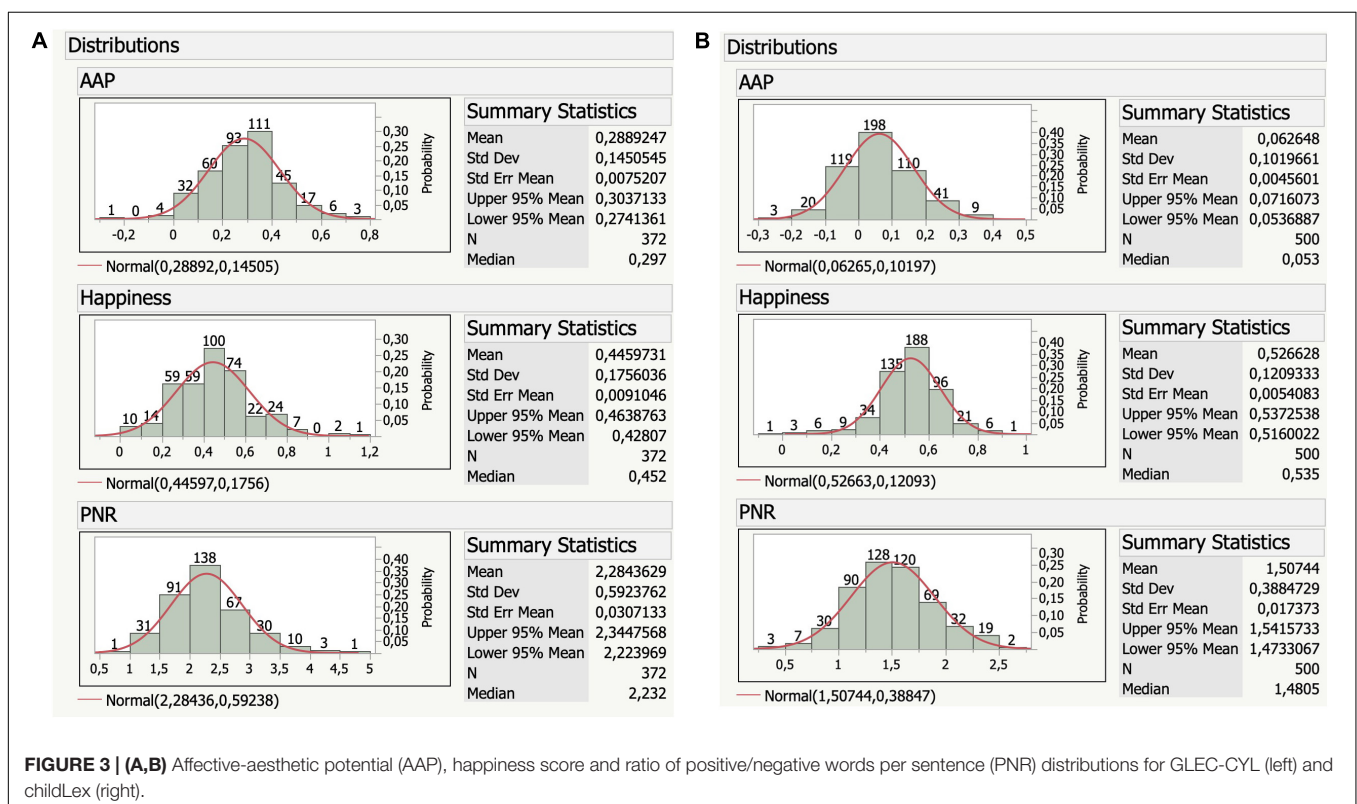 A
Distributions
AAP
1 0 4 32 60 93 111 45 17 6 3
0,30
0,25
0,20
0,15
0,10
0,05
Probability
-0,2 0 0,2 0,4 0,6 0,8
Normal(0,28892,0,14505)
Summary Statistics
Mean 0,2889247
Std Dev 0,1450545
Std Err Mean 0,0075207
Upper 95% Mean 0,3037133
Lower 95% Mean 0,2741361
N 372
Median 0,297
Happiness
10 14 59 59 100 74 22 24 7 0 2 1
0,30
0,25
0,20
0,15
0,10
0,05
Probability
0 0,2 0,4 0,6 0,8 1 1,2
Normal(0,44597,0,1756)
Summary Statistics
Mean 0,4459731
Std Dev 0,1756036
Std Err Mean 0,0091046
Upper 95% Mean 0,4638763
Lower 95% Mean 0,42807
N 372
Median 0,452
PNR
1 31 91 138 67 30 10 3 1
0,40
0,35
0,30
0,25
0,20
0,15
0,10
0,05
Probability
0,5 1 1,5 2 2,5 3 3,5 4 4,5 5
Normal(2,28436,0,59238)
Summary Statistics
Mean 2,2843629
Std Dev 0,5923762
Std Err Mean 0,0307133
Upper 95% Mean 2,3447568
Lower 95% Mean 2,223969
N 372
Median 2,232
B
Distributions
AAP
3 20 119 198 110 41 9
0,40
0,35
0,30
0,25
0,20
0,15
0,10
0,05
Probability
-0,3 -0,2 -0,1 0 0,1 0,2 0,3 0,4 0,5
Normal(0,06265,0,10197)
Summary Statistics
Mean 0,062648
Std Dev 0,1019661
Std Err Mean 0,0045601
Upper 95% Mean 0,0716073
Lower 95% Mean 0,0536887
N 500
Median 0,053
Happiness
1 3 6 9 34 135 188 96 21 6 1
0,40
0,35
0,30
0,25
0,20
0,15
0,10
0,05
Probability
0 0,2 0,4 0,6 0,8 1
Normal(0,52663,0,12093)
Summary Statistics
Mean 0,526628
Std Dev 0,1209333
Std Err Mean 0,0054083
Upper 95% Mean 0,5372538
Lower 95% Mean 0,5160022
N 500
Median 0,535
PNR
3 7 30 90 128 120 69 32 19 2
0,30
0,25
0,20
0,15
0,10
0,05
Probability
0,5 1 1,5 2 2,5
Normal(1,50744,0,38847)
Summary Statistics
Mean 1,50744
Std Dev 0,3884729
Std Err Mean 0,017373
Upper 95% Mean 1,5415733
Lower 95% Mean 1,4733067
N 500
Median 1,4805
FIGURE 3 | (A,B) Affective-aesthetic potential (AAP), happiness score and ratio of positive/negative words per sentence (PNR) distributions for GLEC-CYL (left) and
childLex (right).